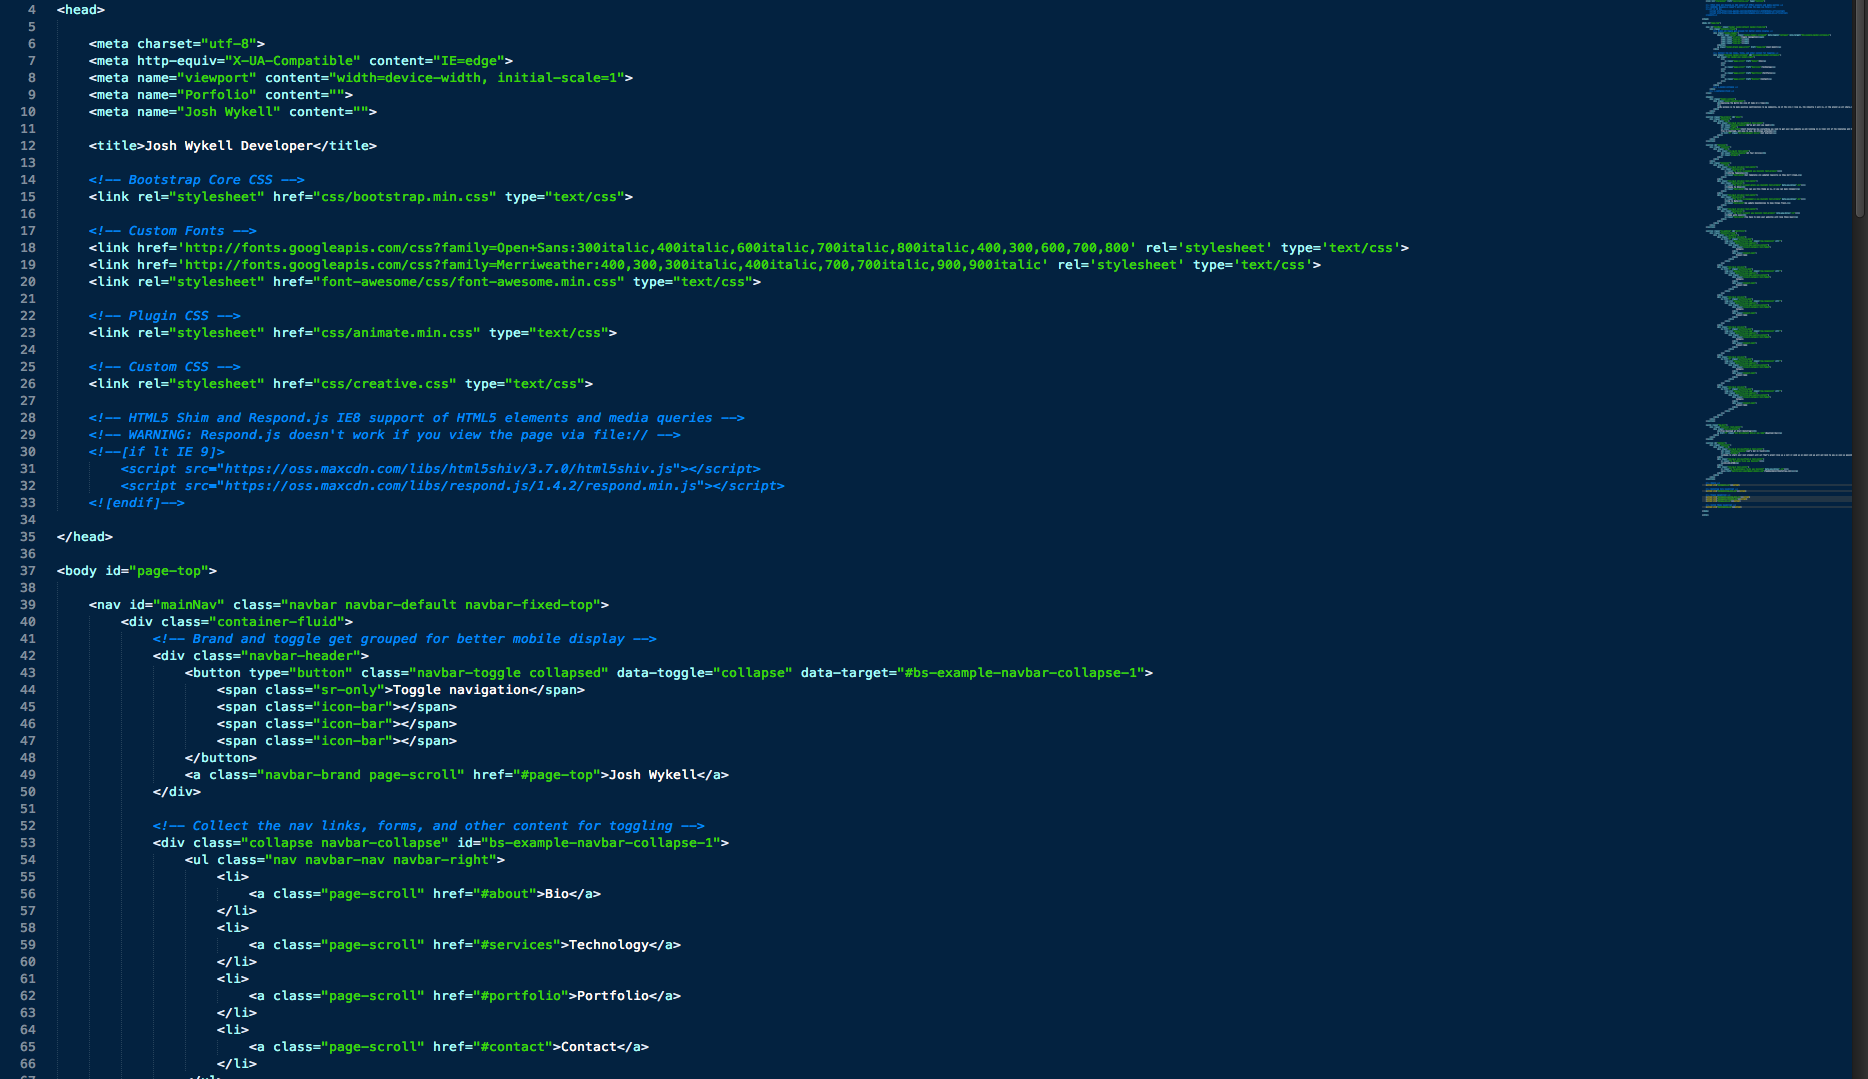 4 <head>
5
6 <meta charset="utf-8">
7 <meta http-equiv="X-UA-Compatible" content="IE=edge">
8 <meta name="viewport" content="width=device-width, initial-scale=1">
9 <meta name="Porfolio" content="">
10 <meta name="Josh Wykell" content="">
11
12 <title>Josh Wykell Developer</title>
13
14 <!-- Bootstrap Core CSS -->
15 <link rel="stylesheet" href="css/bootstrap.min.css" type="text/css">
16
17 <!-- Custom Fonts -->
18 <link href='http://fonts.googleapis.com/css?family=Open+Sans:300italic,400italic,600italic,700italic,800italic,400,300,600,700,800' rel='stylesheet' type='text/css'>
19 <link href='http://fonts.googleapis.com/css?family=Merriweather:400,300,300italic,400italic,700,700italic,900,900italic' rel='stylesheet' type='text/css'>
20 <link rel="stylesheet" href="font-awesome/css/font-awesome.min.css" type="text/css">
21
22 <!-- Plugin CSS -->
23 <link rel="stylesheet" href="css/animate.min.css" type="text/css">
24
25 <!-- Custom CSS -->
26 <link rel="stylesheet" href="css/creative.css" type="text/css">
27
28 <!-- HTML5 Shim and Respond.js IE8 support of HTML5 elements and media queries -->
29 <!-- WARNING: Respond.js doesn't work if you view the page via file:// -->
30 <!--[if lt IE 9]>
31 <script src="https://oss.maxcdn.com/libs/html5shiv/3.7.0/html5shiv.js"></script>
32 <script src="https://oss.maxcdn.com/libs/respond.js/1.4.2/respond.min.js"></script>
33 <![endif]-->
34
35 </head>
36
37 <body id="page-top">
38
39 <nav id="mainNav" class="navbar navbar-default navbar-fixed-top">
40 <div class="container-fluid">
41 <!-- Brand and toggle get grouped for better mobile display -->
42 <div class="navbar-header">
43 <button type="button" class="navbar-toggle collapsed" data-toggle="collapse" data-target="#bs-example-navbar-collapse-1">
44 <span class="sr-only">Toggle navigation</span>
45 <span class="icon-bar"></span>
46 <span class="icon-bar"></span>
47 <span class="icon-bar"></span>
48 </button>
49 <a class="navbar-brand page-scroll" href="#page-top">Josh Wykell</a>
50 </div>
51
52 <!-- Collect the nav links, forms, and other content for toggling -->
53 <div class="collapse navbar-collapse" id="bs-example-navbar-collapse-1">
54 <ul class="nav navbar-nav navbar-right">
55 <li>
56 <a class="page-scroll" href="#about">Bio</a>
57 </li>
58 <li>
59 <a class="page-scroll" href="#services">Technology</a>
60 </li>
61 <li>
62 <a class="page-scroll" href="#portfolio">Portfolio</a>
63 </li>
64 <li>
65 <a class="page-scroll" href="#contact">Contact</a>
66 </li>